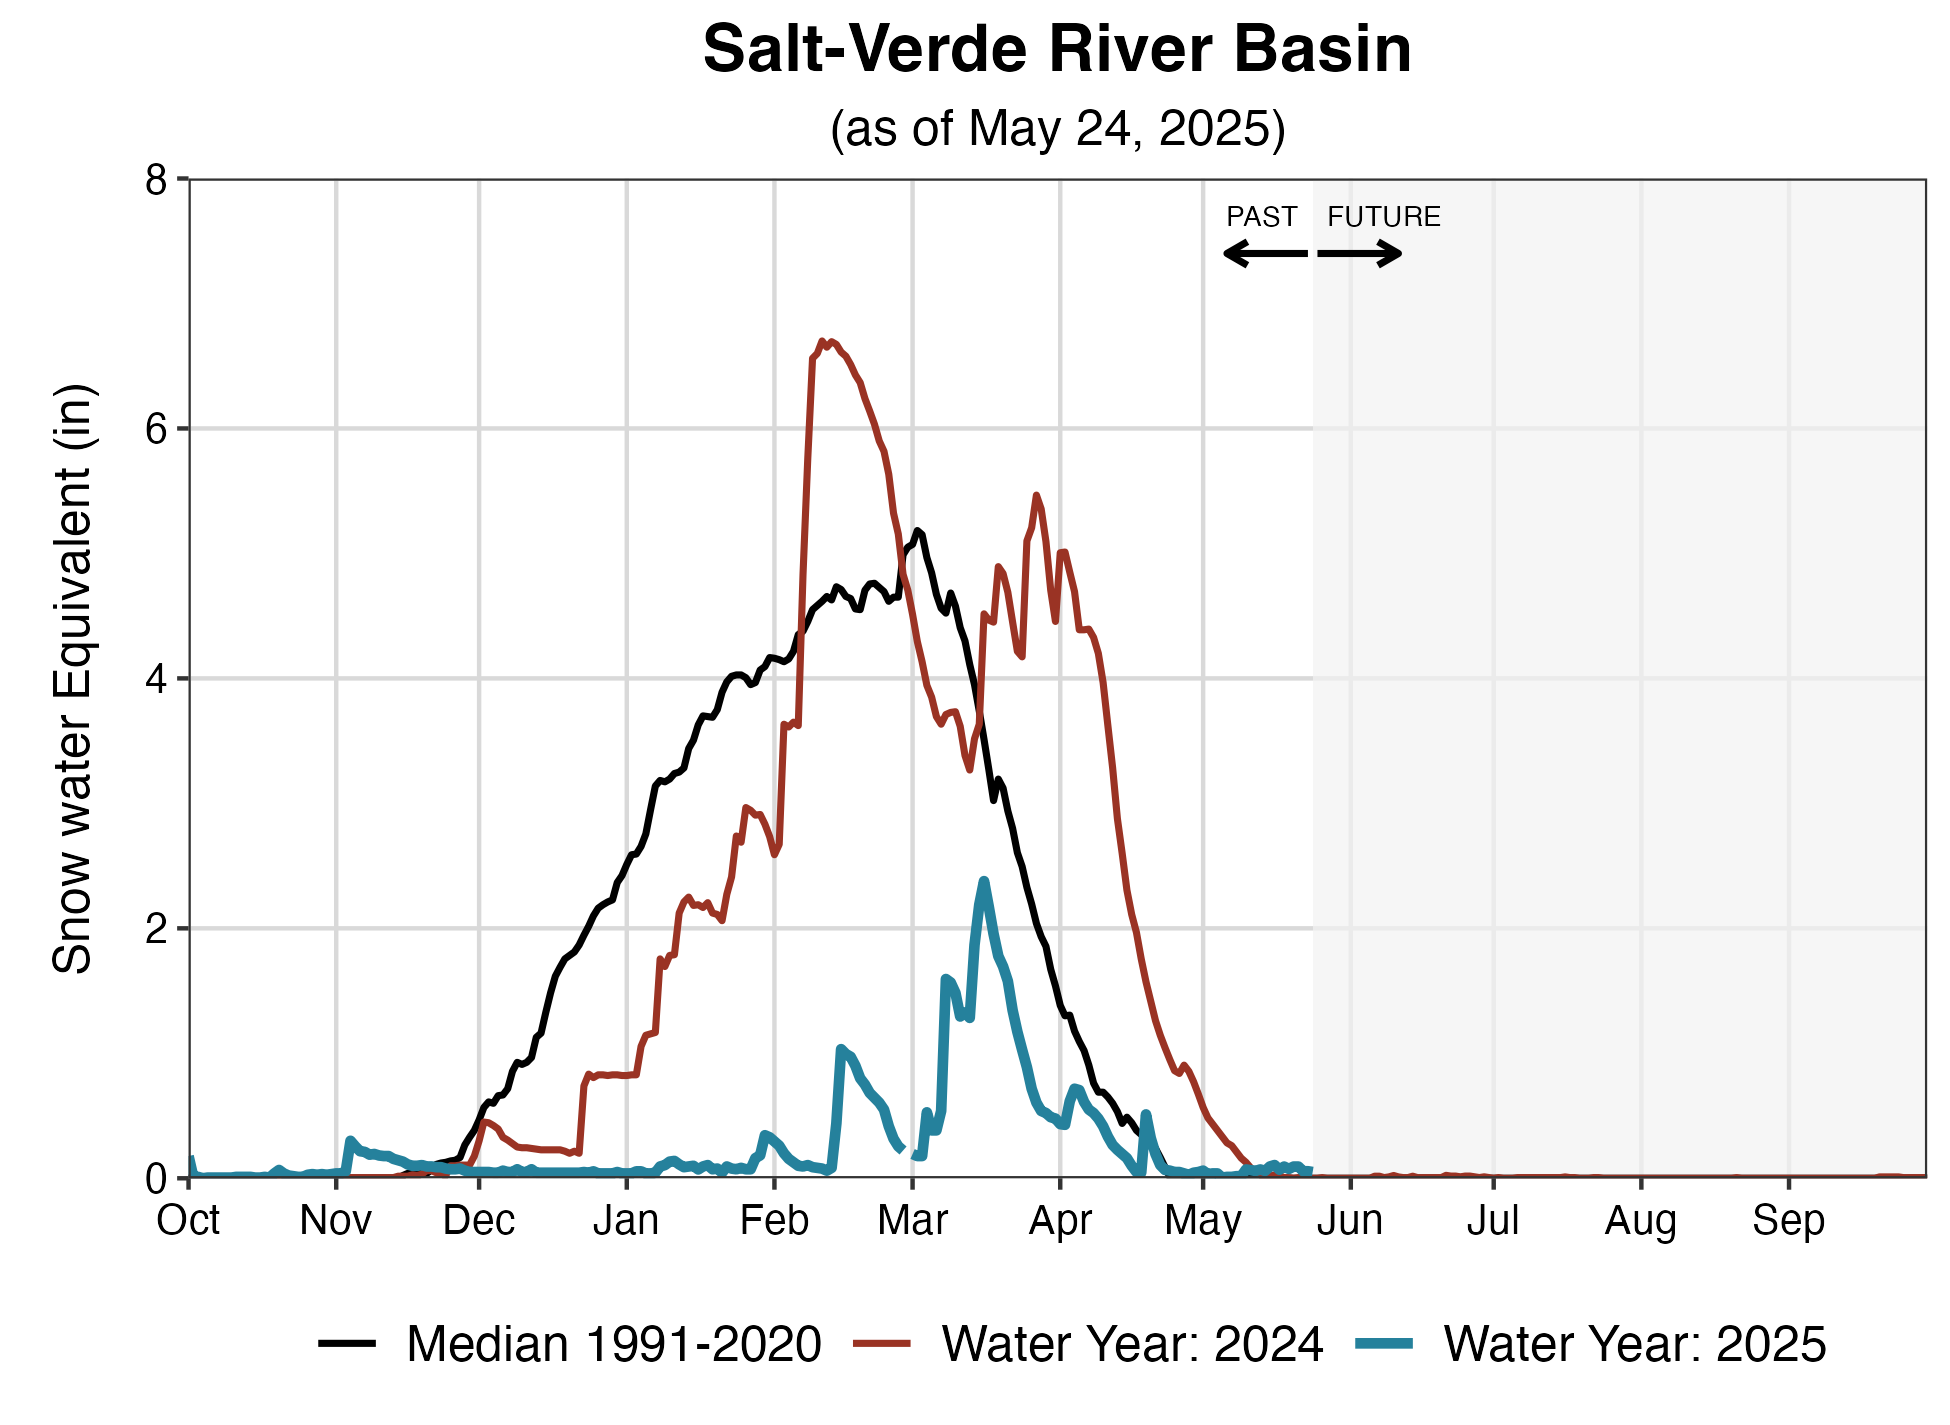 Salt-Verde River Basin
(as of May 24, 2025)
Snow water Equivalent (in)
8
6
4
2
0
PAST FUTURE
Oct Nov Dec Jan Feb Mar Apr May Jun Jul Aug Sep
Median 1991-2020 Water Year: 2024 Water Year: 2025